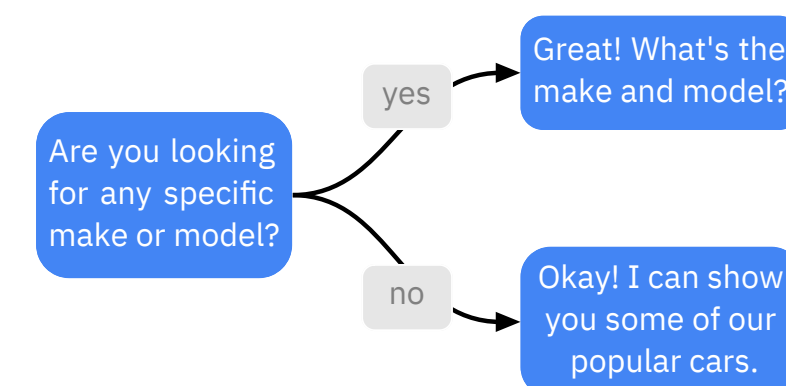 Are you looking
for any specific
make or model?
yes
Great! What's the
make and model?
no
Okay! I can show
you some of our
popular cars.